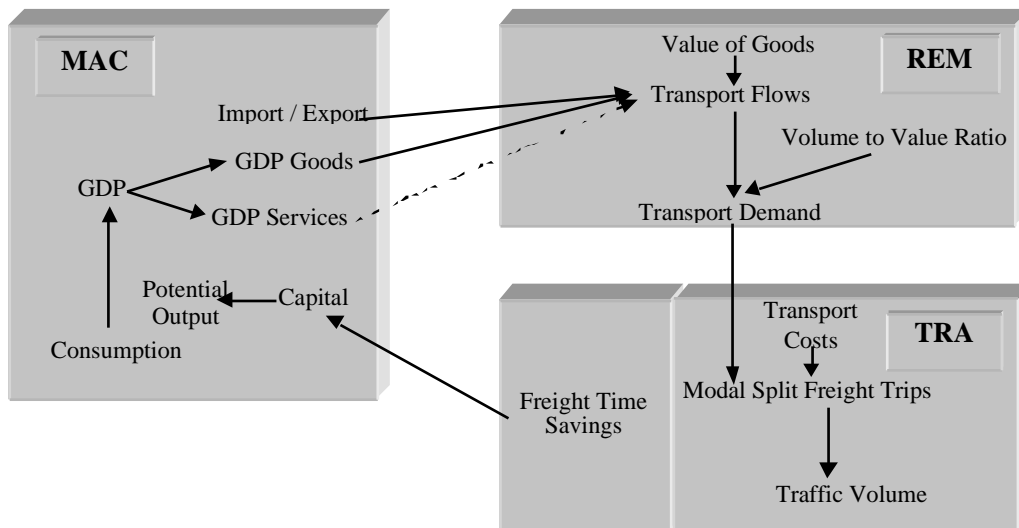 MAC
Import / Export
GDP Goods
GDP
GDP Services
Potential
Output
Capital
Consumption
Value of Goods
REM
Transport Flows
Volume to Value Ratio
Transport Demand
Freight Time
Savings
Transport
Costs
TRA
Modal Split Freight Trips
Traffic Volume